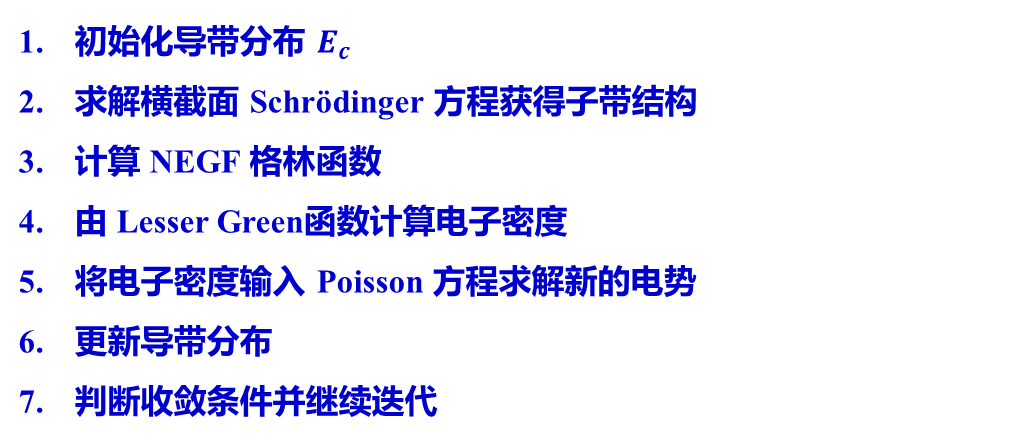 1. 初始化导带分布 E_c
2. 求解横截面 Schrödinger 方程获得子带结构
3. 计算 NEGF 格林函数
4. 由 Lesser Green函数计算电子密度
5. 将电子密度输入 Poisson 方程求解新的电势
6. 更新导带分布
7. 判断收敛条件并继续迭代